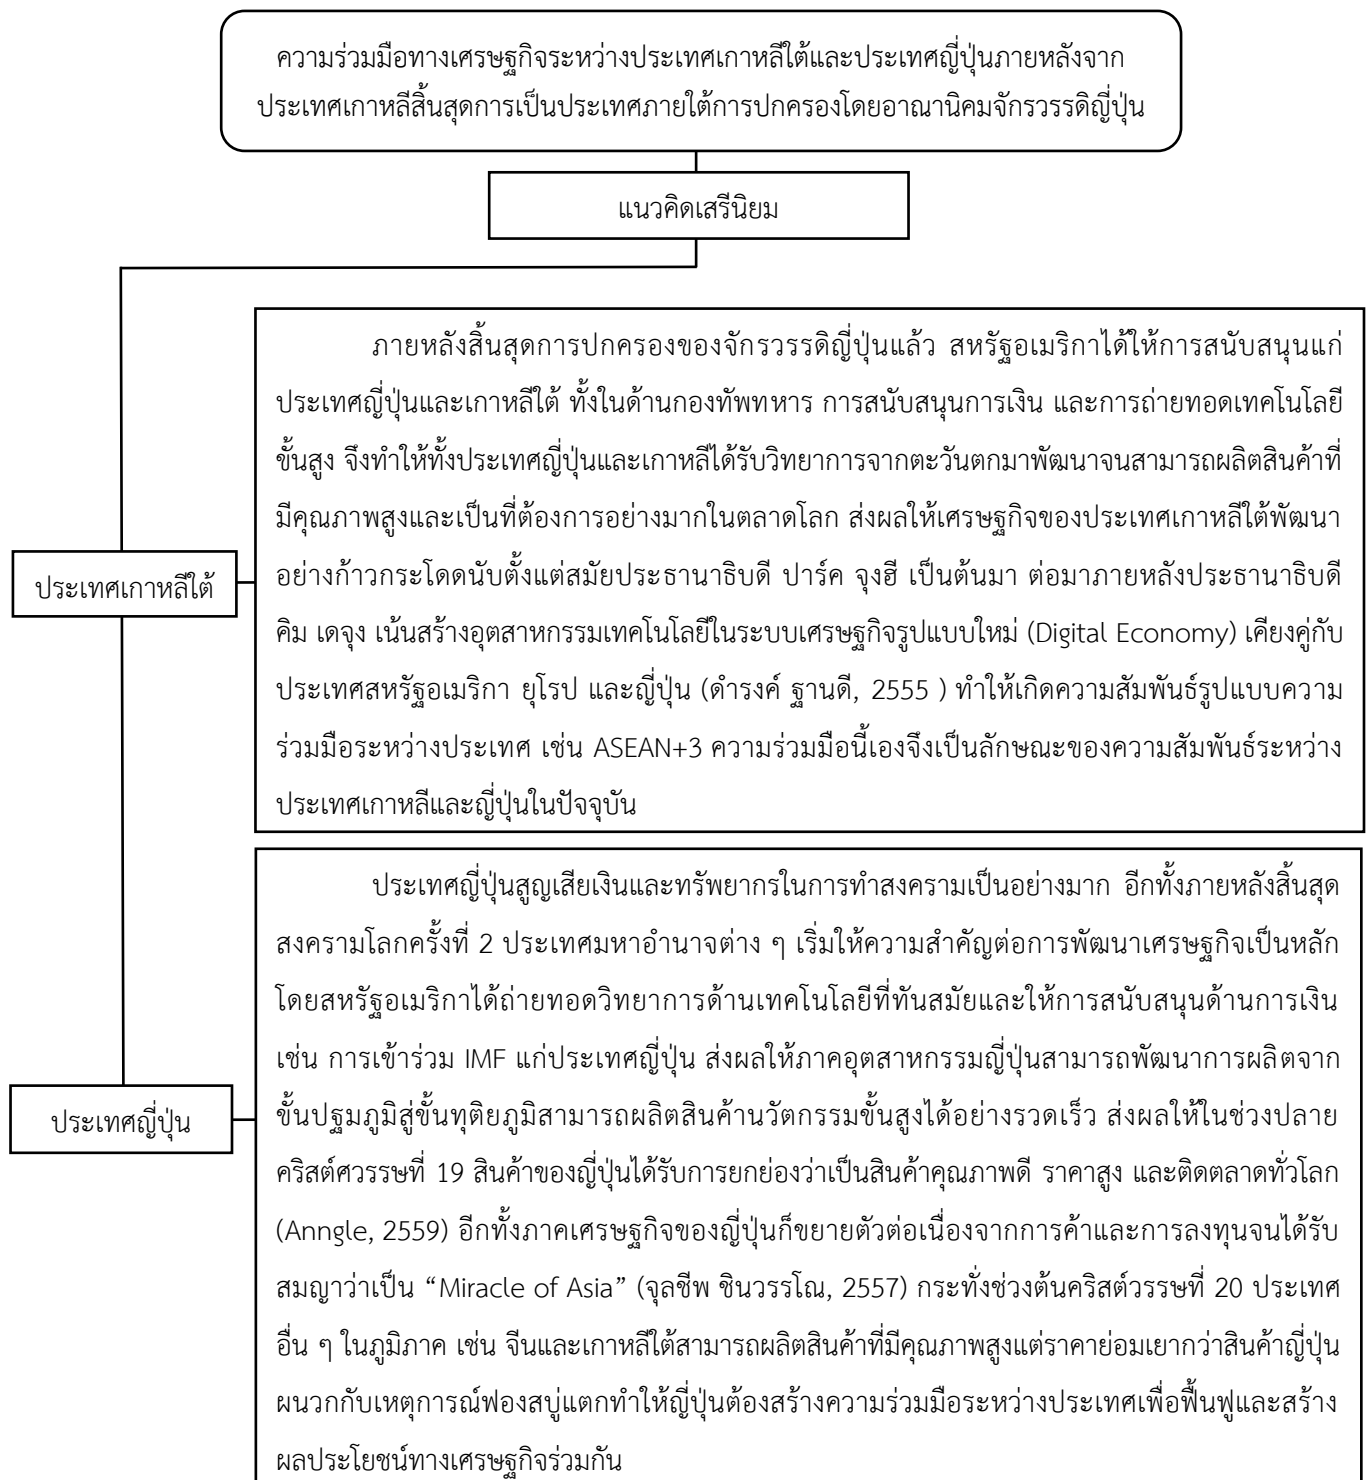 ความร่วมมือทางเศรษฐกิจระหว่างประเทศเกาหลีใต้และประเทศญี่ปุ่นภายหลังจาก
ประเทศเกาหลีสิ้นสุดการเป็นประเทศภายใต้การปกครองโดยอาณานิคมจักรวรรดิญี่ปุ่น
แนวคิดเสรีนิยม
ประเทศเกาหลีใต้
ภายหลังสิ้นสุดการปกครองของจักรวรรดิญี่ปุ่นแล้ว สหรัฐอเมริกาได้ให้การสนับสนุนแก่
ประเทศญี่ปุ่นและเกาหลีใต้ ทั้งในด้านกองทัพทหาร การสนับสนุนการเงิน และการถ่ายทอดเทคโนโลยี
ขั้นสูง จึงทำให้ทั้งประเทศญี่ปุ่นและเกาหลีได้รับวิทยาการจากตะวันตกมาพัฒนาจนสามารถผลิตสินค้าที่
มีคุณภาพสูงและเป็นที่ต้องการอย่างมากในตลาดโลก ส่งผลให้เศรษฐกิจของประเทศเกาหลีใต้พัฒนา
อย่างก้าวกระโดดนับตั้งแต่สมัยประธานาธิบดี ปาร์ค จุงฮี เป็นต้นมา ต่อมาภายหลังประธานาธิบดี
คิม เดจุง เน้นสร้างอุตสาหกรรมเทคโนโลยีในระบบเศรษฐกิจรูปแบบใหม่ (Digital Economy) เคียงคู่กับ
ประเทศสหรัฐอเมริกา ยุโรป และญี่ปุ่น (ดำรงค์ ฐานดี, 2555 ) ทำให้เกิดความสัมพันธ์รูปแบบความ
ร่วมมือระหว่างประเทศ เช่น ASEAN+3 ความร่วมมือนี้เองจึงเป็นลักษณะของความสัมพันธ์ระหว่าง
ประเทศเกาหลีและญี่ปุ่นในปัจจุบัน
ประเทศญี่ปุ่น
ประเทศญี่ปุ่นสูญเสียเงินและทรัพยากรในการทำสงครามเป็นอย่างมาก อีกทั้งภายหลังสิ้นสุด
สงครามโลกครั้งที่ 2 ประเทศมหาอำนาจต่าง ๆ เริ่มให้ความสำคัญต่อการพัฒนาเศรษฐกิจเป็นหลัก
โดยสหรัฐอเมริกาได้ถ่ายทอดวิทยาการด้านเทคโนโลยีที่ทันสมัยและให้การสนับสนุนด้านการเงิน
เช่น การเข้าร่วม IMF แก่ประเทศญี่ปุ่น ส่งผลให้ภาคอุตสาหกรรมญี่ปุ่นสามารถพัฒนาการผลิตจาก
ขั้นปฐมภูมิสู่ขั้นทุติยภูมิสามารถผลิตสินค้านวัตกรรมขั้นสูงได้อย่างรวดเร็ว ส่งผลให้ในช่วงปลาย
คริสต์ศวรรษที่ 19 สินค้าของญี่ปุ่นได้รับการยกย่องว่าเป็นสินค้าคุณภาพดี ราคาสูง และติดตลาดทั่วโลก
(Anngle, 2559) อีกทั้งภาคเศรษฐกิจของญี่ปุ่นก็ขยายตัวต่อเนื่องจากการค้าและการลงทุนจนได้รับ
สมญาว่าเป็น “Miracle of Asia” (จุลชีพ ชินวรรโณ, 2557) กระทั่งช่วงต้นคริสต์วรรษที่ 20 ประเทศ
อื่น ๆ ในภูมิภาค เช่น จีนและเกาหลีใต้สามารถผลิตสินค้าที่มีคุณภาพสูงแต่ราคาย่อมเยากว่าสินค้าญี่ปุ่น
ผนวกกับเหตุการณ์ฟองสบู่แตกทำให้ญี่ปุ่นต้องสร้างความร่วมมือระหว่างประเทศเพื่อฟื้นฟูและสร้าง
ผลประโยชน์ทางเศรษฐกิจร่วมกัน